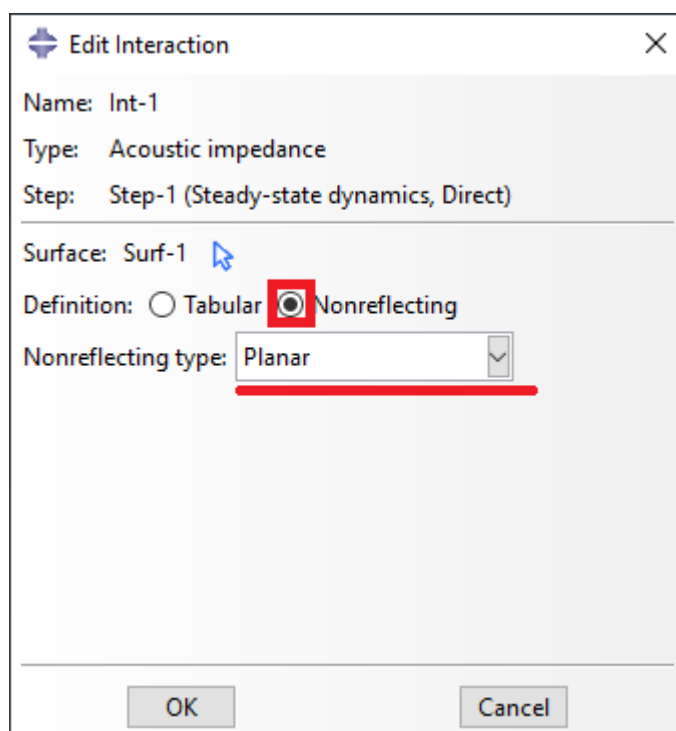 Edit Interaction
Name: Int-1
Type: Acoustic impedance
Step: Step-1 (Steady-state dynamics, Direct)
Surface: Surf-1
Definition: Tabular Nonreflecting
Nonreflecting type: Planar
OK Cancel